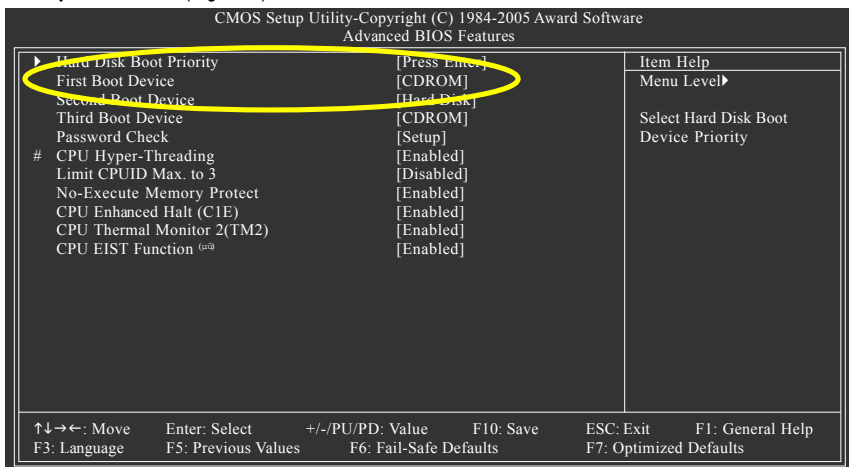 CMOS Setup Utility-Copyright (C) 1984-2005 Award Software
Advanced BIOS Features
Hard Disk Boot Priority [Press Enter]
First Boot Device [CDROM]
Second Boot Device [Hard Disk]
Third Boot Device [CDROM]
Password Check [Setup]
# CPU Hyper-Threading [Enabled]
Limit CPUID Max. to 3 [Disabled]
No-Execute Memory Protect [Enabled]
CPU Enhanced Halt (C1E) [Enabled]
CPU Thermal Monitor 2(TM2) [Enabled]
CPU EIST Function [Enabled]
Item Help
Menu Level
Select Hard Disk Boot
Device Priority
↑↓→←: Move Enter: Select +/-/PU/PD: Value F10: Save ESC: Exit F1: General Help
F3: Language F5: Previous Values F6: Fail-Safe Defaults F7: Optimized Defaults